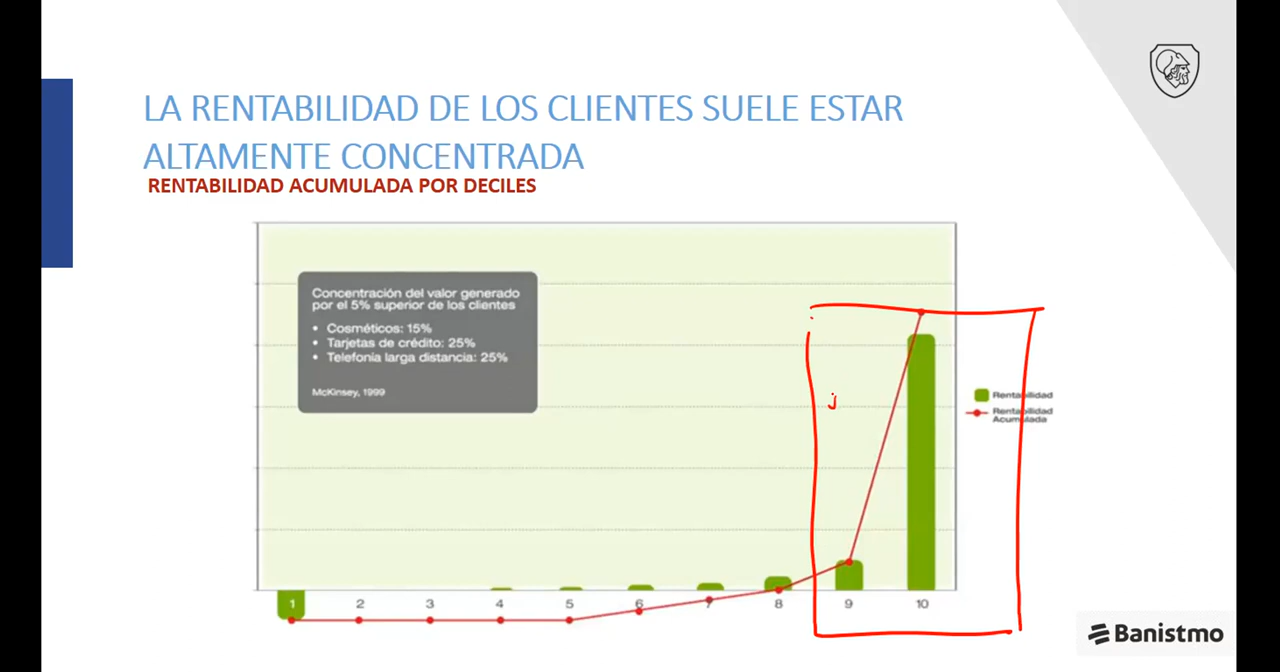 LA RENTABILIDAD DE LOS CLIENTES SUELE ESTAR
ALTAMENTE CONCENTRADA
RENTABILIDAD ACUMULADA POR DECILES
Concentración del valor generado
por el 5% superior de los clientes
• Cosméticos: 15%
• Tarjetas de crédito: 25%
• Telefonía larga distancia: 25%
McKinsey, 1999
Rentabilidad
Rentabilidad
Acumulada
1 2 3 4 5 6 7 8 9 10
Banistmo